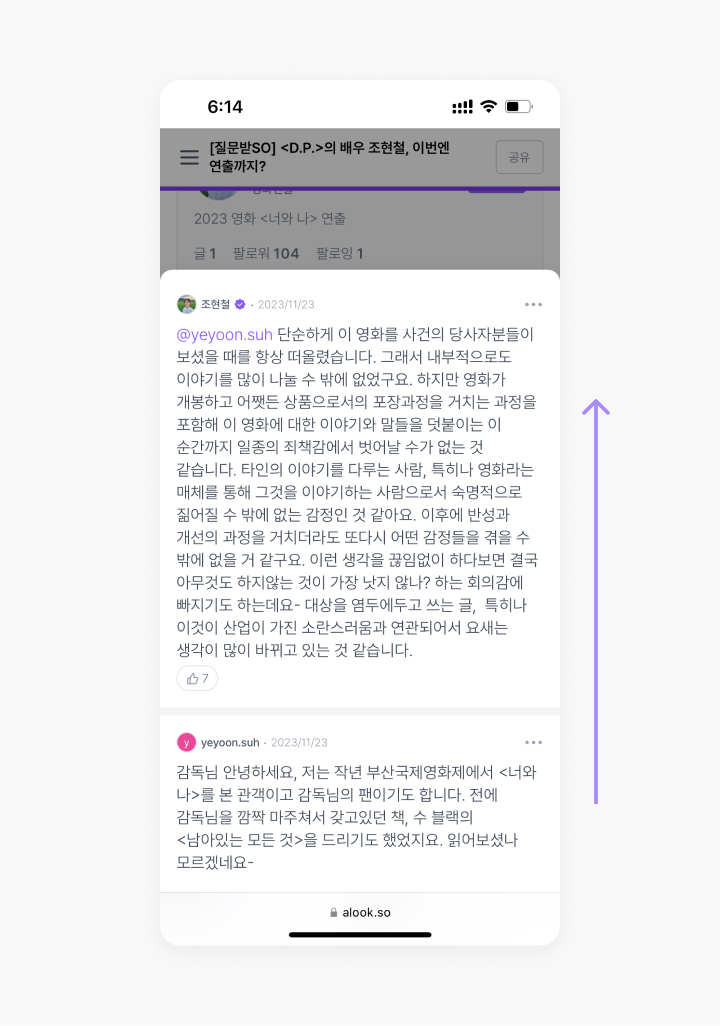 6:14
[질문받SO] <D.P.>의 배우 조현철, 이번엔
연출까지?
공유
2023 영화 <너와 나> 연출
글 1 팔로워 104 팔로잉 1
조현철 · 2023/11/23
@yeyoon.suh 단순하게 이 영화를 사건의 당사자분들이
보셨을 때를 항상 떠올렸습니다. 그래서 내부적으로도
이야기를 많이 나눌 수 밖에 없었구요. 하지만 영화가
개봉하고 어쨋든 상품으로서의 포장과정을 거치는 과정을
포함해 이 영화에 대한 이야기와 말들을 덧붙이는 이
순간까지 일종의 죄책감에서 벗어날 수가 없는 것
같습니다. 타인의 이야기를 다루는 사람, 특히나 영화라는
매체를 통해 그것을 이야기하는 사람으로서 숙명적으로
짊어질 수 밖에 없는 감정인 것 같아요. 이후에 반성과
개선의 과정을 거치더라도 또다시 어떤 감정들을 겪을 수
밖에 없을 거 같구요. 이런 생각을 끊임없이 하다보면 결국
아무것도 하지않는 것이 가장 낫지 않나? 하는 회의감에
빠지기도 하는데요- 대상을 염두에두고 쓰는 글, 특히나
이것이 산업이 가진 소란스러움과 연관되어서 요새는
생각이 많이 바뀌고 있는 것 같습니다.
7
y yeyoon.suh · 2023/11/23
감독님 안녕하세요, 저는 작년 부산국제영화제에서 <너와
나>를 본 관객이고 감독님의 팬이기도 합니다. 전에
감독님을 깜짝 마주쳐서 갖고있던 책, 수 블랙의
<남아있는 모든 것>을 드리기도 했었지요. 읽어보셨나
모르겠네요-
alook.so